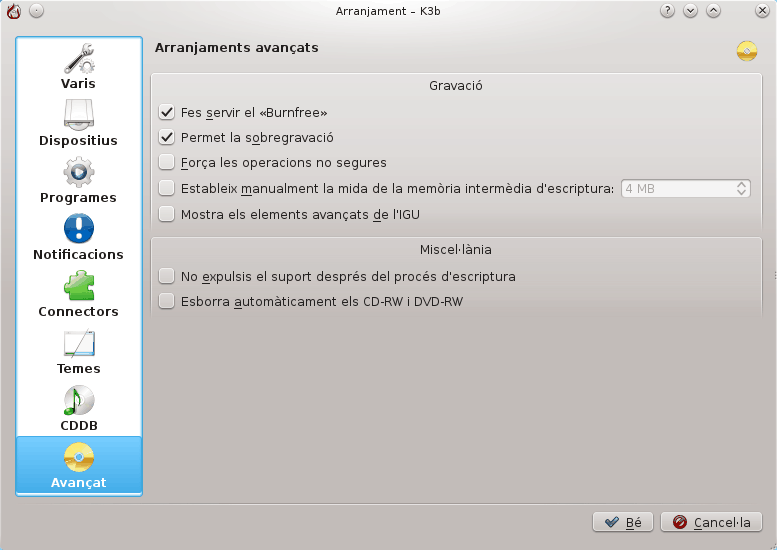 Arranjament – K3b
Varis
Dispositius
Programes
Notificacions
Connectors
Temes
CDDB
Avançat
Arranjaments avançats
Gravació
Fes servir el «Burnfree»
Permet la sobregravació
Força les operacions no segures
Estableix manualment la mida de la memòria intermèdia d'escriptura: 4 MB
Mostra els elements avançats de l'IGU
Miscel·lània
No expulsis el suport després del procés d'escriptura
Esborra automàticament els CD-RW i DVD-RW
Bé
Cancel·la